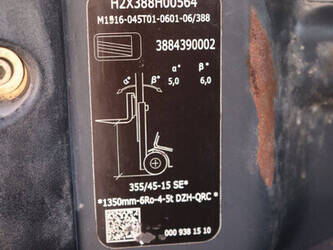 H2X388H00564
M1916-045T01-0601-06/388
3884390002
α° β°
5,0 6,0
355/45-15 SE*
*1350mm-6Ro-4-5t DZH-QRC *
000 938 15 10